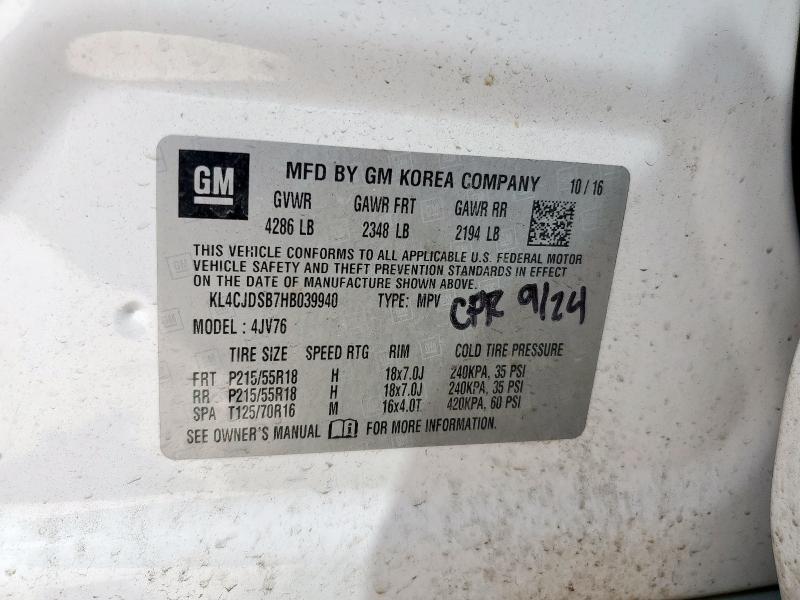 GM
MFD BY GM KOREA COMPANY 10/16
GVWR GAWR FRT GAWR RR
4286 LB 2348 LB 2194 LB
THIS VEHICLE CONFORMS TO ALL APPLICABLE U.S. FEDERAL MOTOR
VEHICLE SAFETY AND THEFT PREVENTION STANDARDS IN EFFECT
ON THE DATE OF MANUFACTURE SHOWN ABOVE.
KL4CJDSB7HB039940 TYPE: MPV
CPR 9/24
MODEL : 4JV76
TIRE SIZE SPEED RTG RIM COLD TIRE PRESSURE
FRT P215/55R18 H 18x7.0J 240KPA, 35 PSI
RR P215/55R18 H 18x7.0J 240KPA, 35 PSI
SPA T125/70R16 M 16x4.0T 420KPA, 60 PSI
SEE OWNER'S MANUAL FOR MORE INFORMATION.